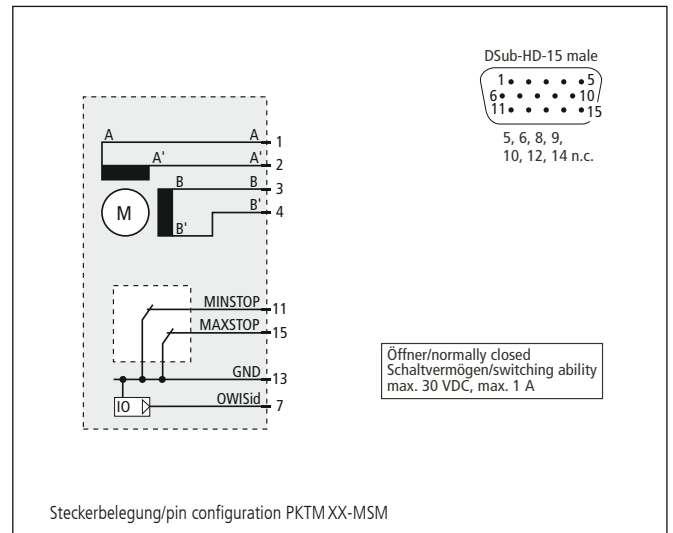 DSub-HD-15 male
1 5
6 10
11 15
5, 6, 8, 9,
10, 12, 14 n.c.
A A 1
A' A' 2
B B 3
B' 4
M
B'
MINSTOP 11
MAXSTOP 15
GND 13
IO OWISid 7
Öffner/normally closed
Schaltvermögen/switching ability
max. 30 VDC, max. 1 A
Steckerbelegung/pin configuration PKTM XX-MSM